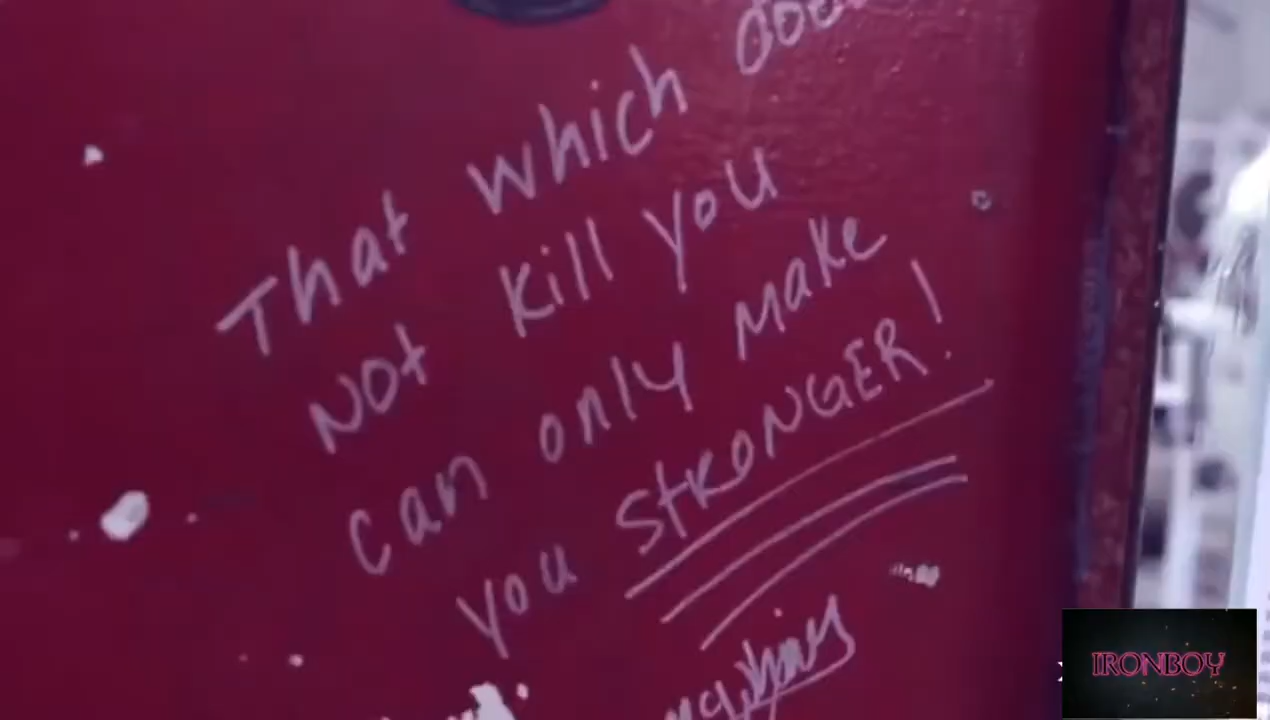 That which
Not kill you
can only make
you StRONGER!
IRONBOY